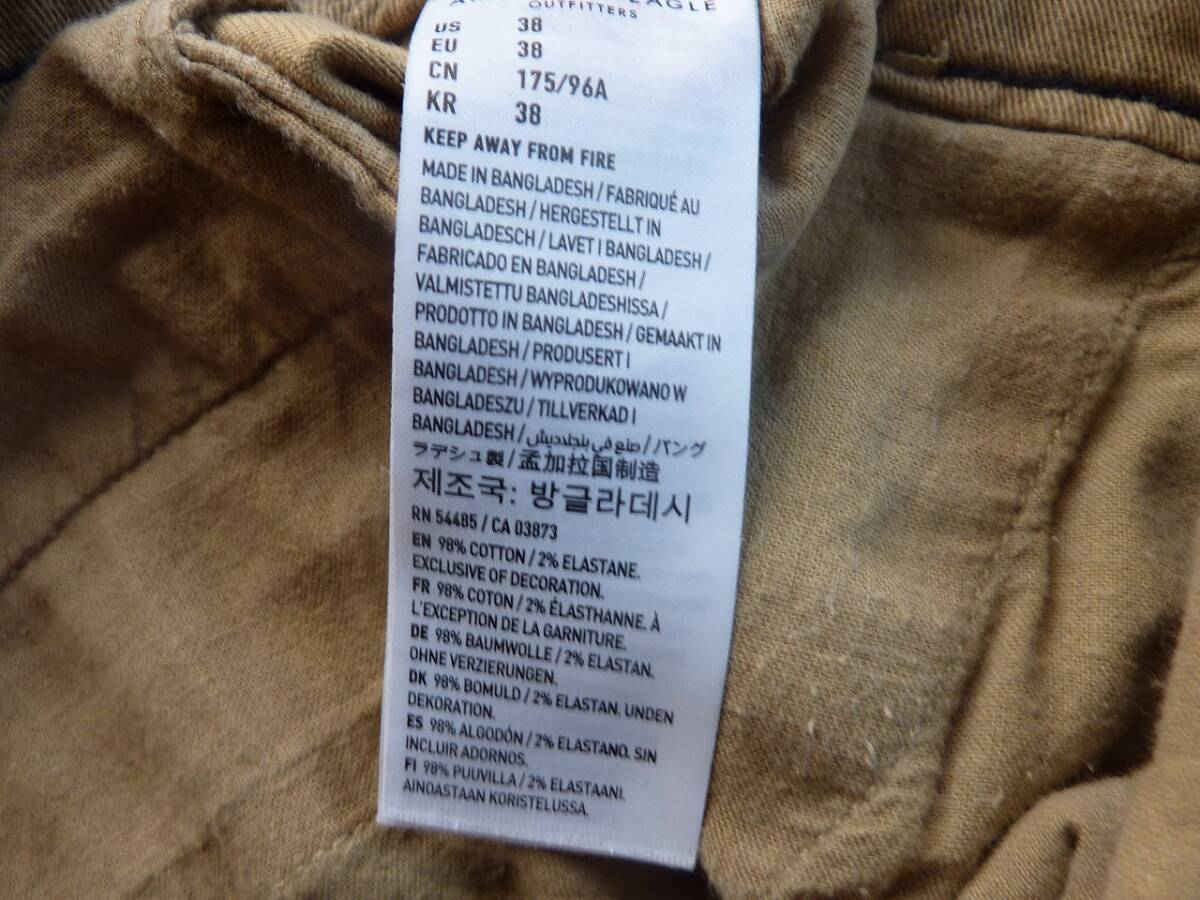 EAGLE
OUTFITTERS
US 38
EU 38
CN 175/96A
KR 38
KEEP AWAY FROM FIRE
MADE IN BANGLADESH / FABRIQUÉ AU
BANGLADESH / HERGESTELLT IN
BANGLADESCH / LAVET I BANGLADESH /
FABRICADO EN BANGLADESH /
VALMISTETTU BANGLADESHISSA /
PRODOTTO IN BANGLADESH / GEMAAKT IN
BANGLADESH / PRODUSERT I
BANGLADESH / WYPRODUKOWANO W
BANGLADESZU / TILLVERKAD I
BANGLADESH / صنع في بنجلاديش / バング
ラデシュ製 / 孟加拉国制造
제조국: 방글라데시
RN 54485 / CA 03873
EN 98% COTTON / 2% ELASTANE.
EXCLUSIVE OF DECORATION.
FR 98% COTON / 2% ÉLASTHANNE. À
L'EXCEPTION DE LA GARNITURE.
DE 98% BAUMWOLLE / 2% ELASTAN.
OHNE VERZIERUNGEN.
DK 98% BOMULD / 2% ELASTAN. UNDEN
DEKORATION.
ES 98% ALGODÓN / 2% ELASTANO. SIN
INCLUIR ADORNOS.
FI 98% PUUVILLA / 2% ELASTAANI.
AINOASTAAN KORISTELUSSA.